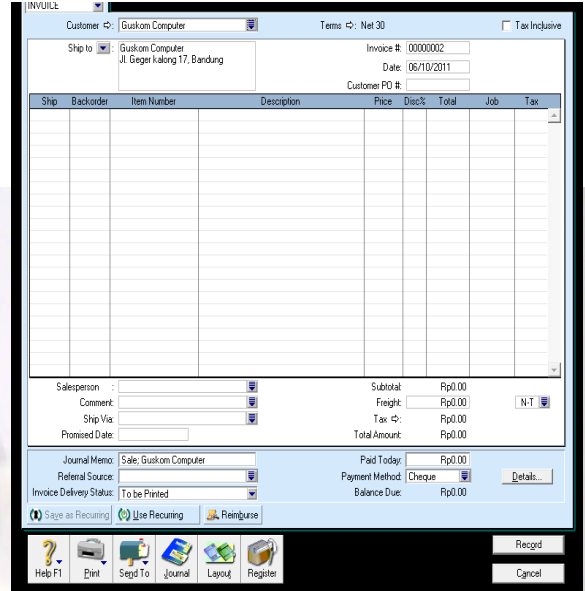 INVOICE
Customer ⇨: Guskom Computer Terms ⇨: Net 30 Tax Inclusive
Ship to : Guskom Computer Invoice #: 00000002
Jl. Geger kalong 17, Bandung
Date: 06/10/2011
Customer PO #:
Ship Backorder Item Number Description Price Disc% Total Job Tax
Salesperson : Subtotal: Rp0.00
Comment: Freight: Rp0.00 N-T
Ship Via: Tax ⇨: Rp0.00
Promised Date: Total Amount: Rp0.00
Journal Memo: Sale; Guskom Computer Paid Today: Rp0.00
Referral Source: Payment Method: Cheque Details...
Invoice Delivery Status: To be Printed Balance Due: Rp0.00
Save as Recurring Use Recurring Reimburse
Help F1 Print Send To Journal Layout Register
Record
Cancel